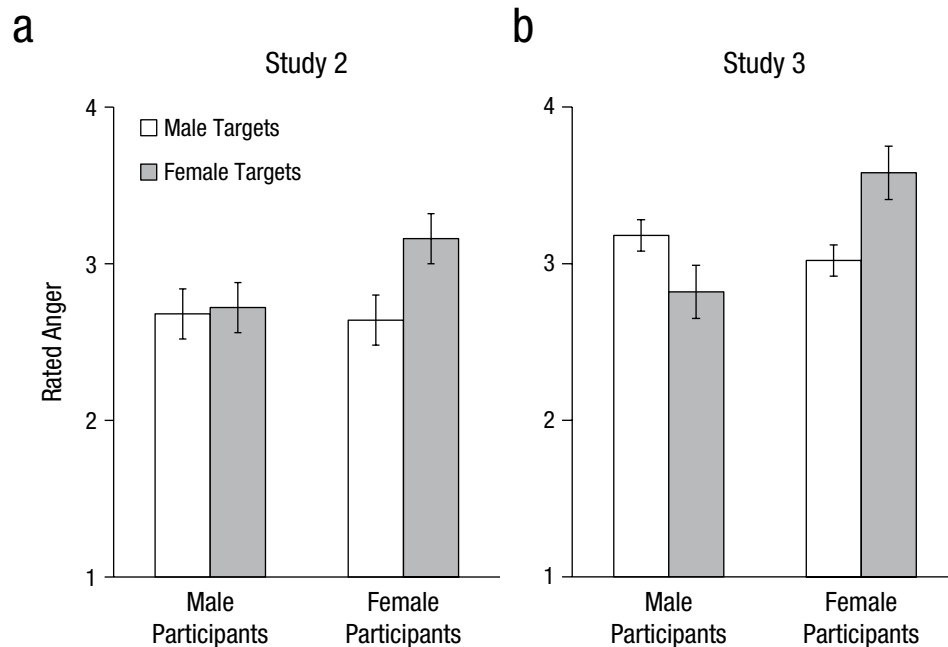 a
Study 2
4
Male Targets
Female Targets
3
Rated Anger
2
1
Male
Participants
Female
Participants
b
Study 3
4
3
2
1
Male
Participants
Female
Participants